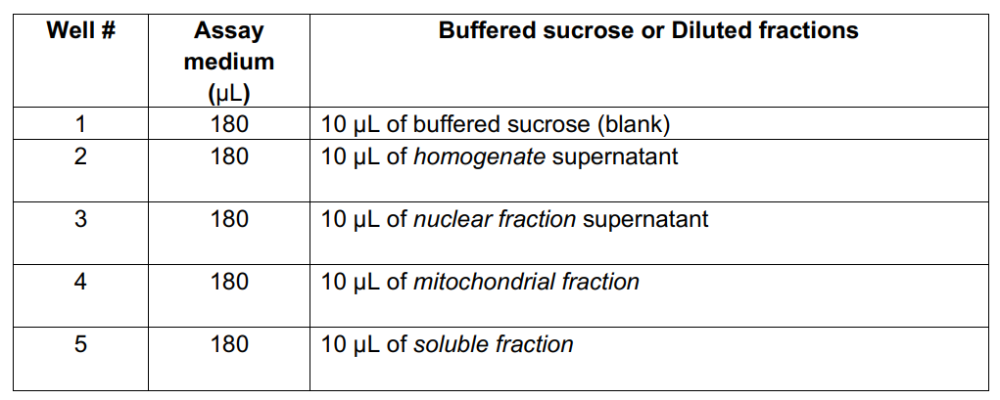 Well # Assay Buffered sucrose or Diluted fractions
medium
(µL)
1 180 10 µL of buffered sucrose (blank)
2 180 10 µL of homogenate supernatant
3 180 10 µL of nuclear fraction supernatant
4 180 10 µL of mitochondrial fraction
5 180 10 µL of soluble fraction